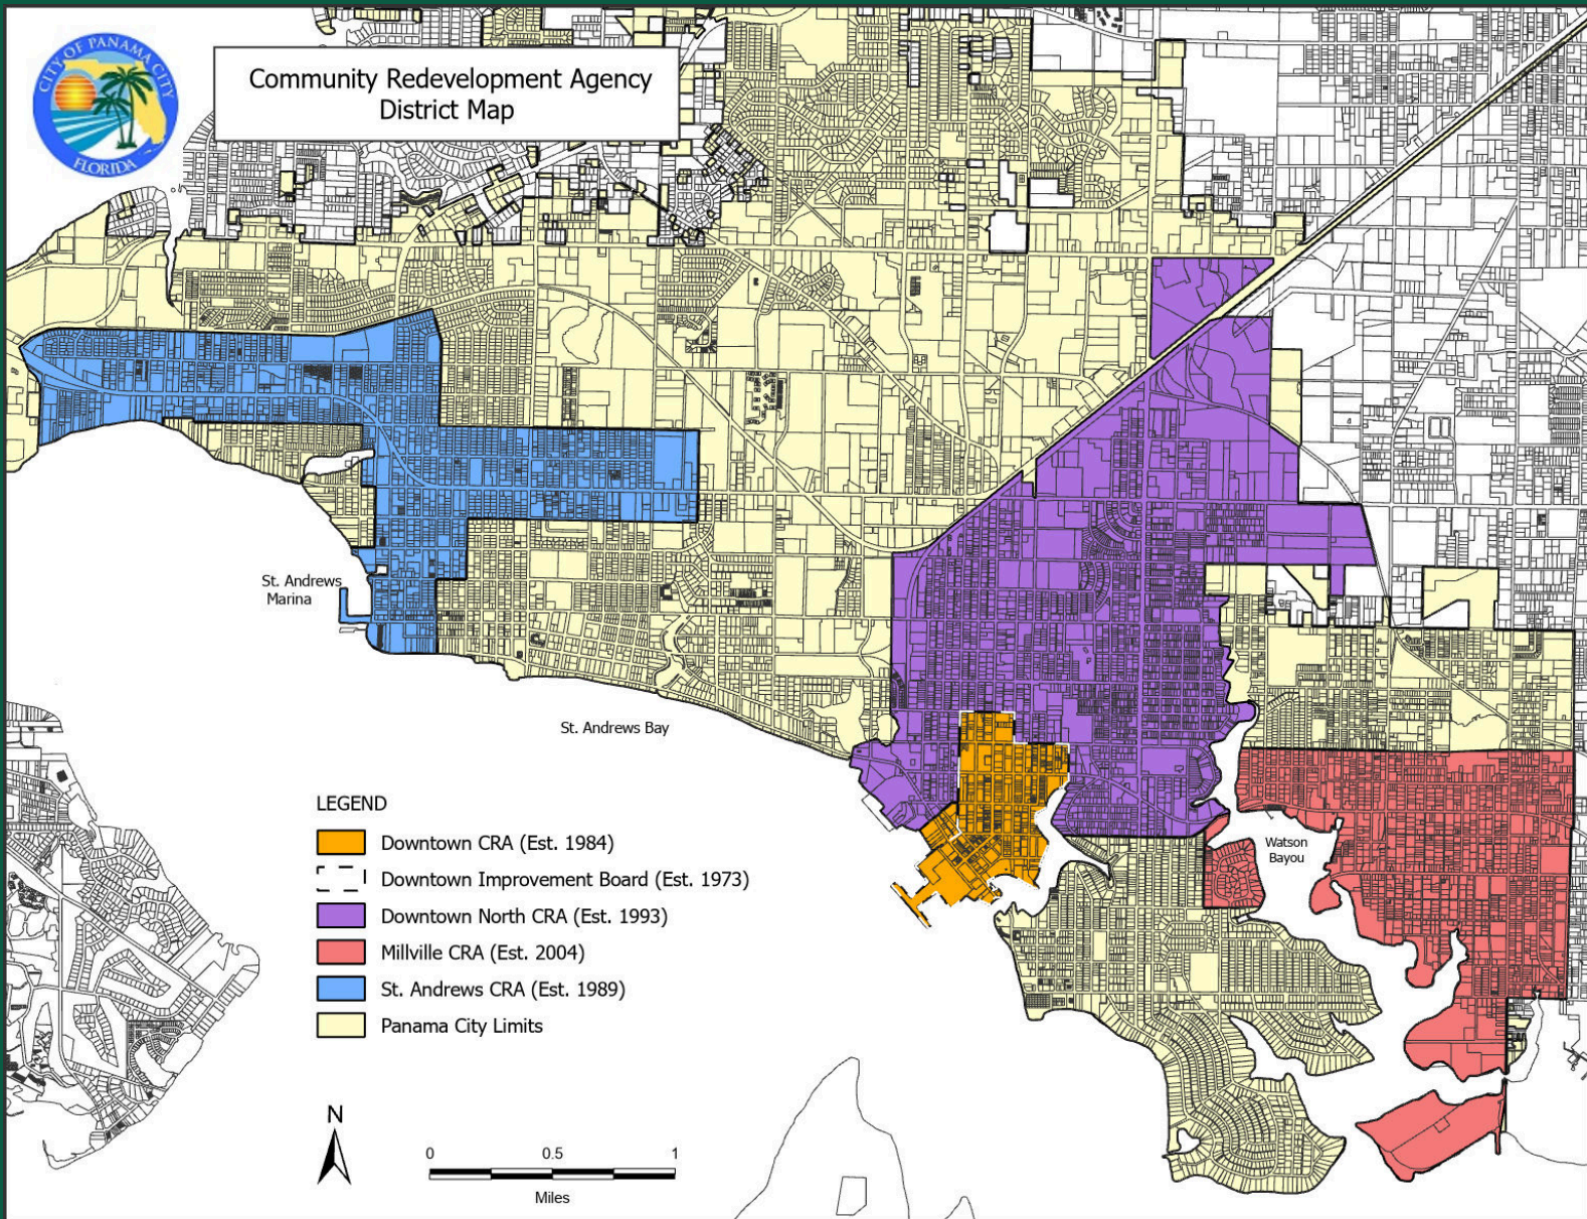 CITY OF PANAMA CITY
FLORIDA
Community Redevelopment Agency
District Map
St. Andrews
Marina
St. Andrews Bay
Watson
Bayou
LEGEND
Downtown CRA (Est. 1984)
Downtown Improvement Board (Est. 1973)
Downtown North CRA (Est. 1993)
Millville CRA (Est. 2004)
St. Andrews CRA (Est. 1989)
Panama City Limits
N
0 0.5 1
Miles